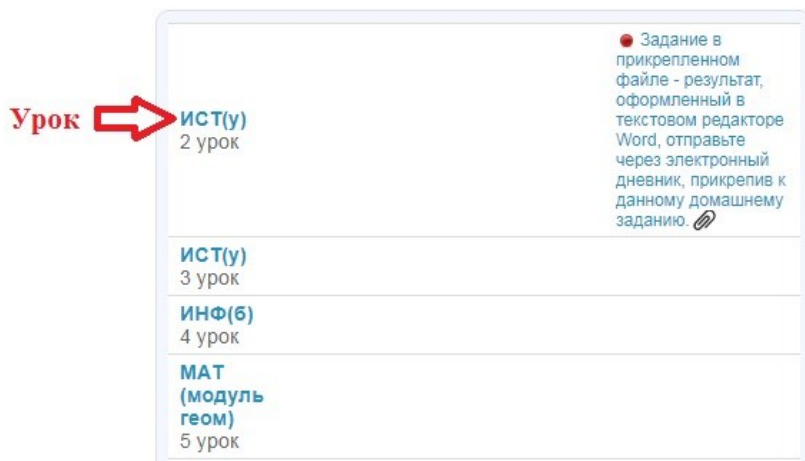 Урок
ИСТ(у)
2 урок
Задание в
прикрепленном
файле - результат,
оформленный в
текстовом редакторе
Word, отправьте
через электронный
дневник, прикрепив к
данному домашнему
заданию.
ИСТ(у)
3 урок
ИНФ(б)
4 урок
МАТ
(модуль
геом)
5 урок